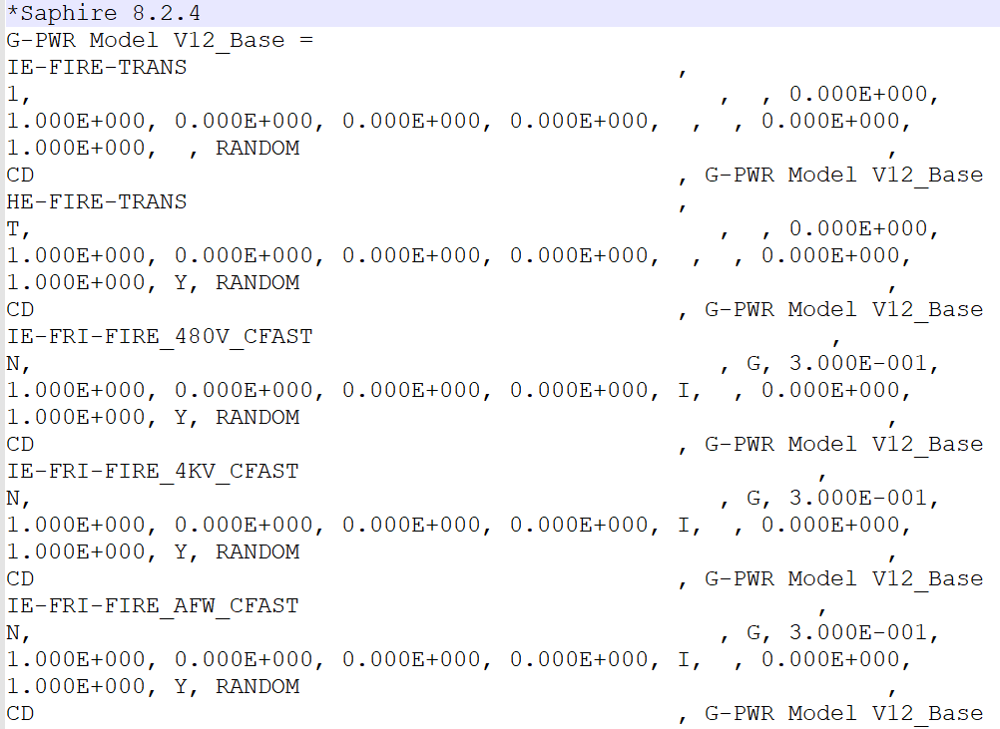 *Saphire 8.2.4
G-PWR Model V12_Base =
IE-FIRE-TRANS ,
1, , , 0.000E+000,
1.000E+000, 0.000E+000, 0.000E+000, 0.000E+000, , , 0.000E+000,
1.000E+000, , RANDOM ,
CD , G-PWR Model V12_Base
HE-FIRE-TRANS ,
T, , , 0.000E+000,
1.000E+000, 0.000E+000, 0.000E+000, 0.000E+000, , , 0.000E+000,
1.000E+000, Y, RANDOM ,
CD , G-PWR Model V12_Base
IE-FRI-FIRE_480V_CFAST ,
N, , G, 3.000E-001,
1.000E+000, 0.000E+000, 0.000E+000, 0.000E+000, I, , 0.000E+000,
1.000E+000, Y, RANDOM ,
CD , G-PWR Model V12_Base
IE-FRI-FIRE_4KV_CFAST ,
N, , G, 3.000E-001,
1.000E+000, 0.000E+000, 0.000E+000, 0.000E+000, I, , 0.000E+000,
1.000E+000, Y, RANDOM ,
CD , G-PWR Model V12_Base
IE-FRI-FIRE_AFW_CFAST ,
N, , G, 3.000E-001,
1.000E+000, 0.000E+000, 0.000E+000, 0.000E+000, I, , 0.000E+000,
1.000E+000, Y, RANDOM ,
CD , G-PWR Model V12_Base